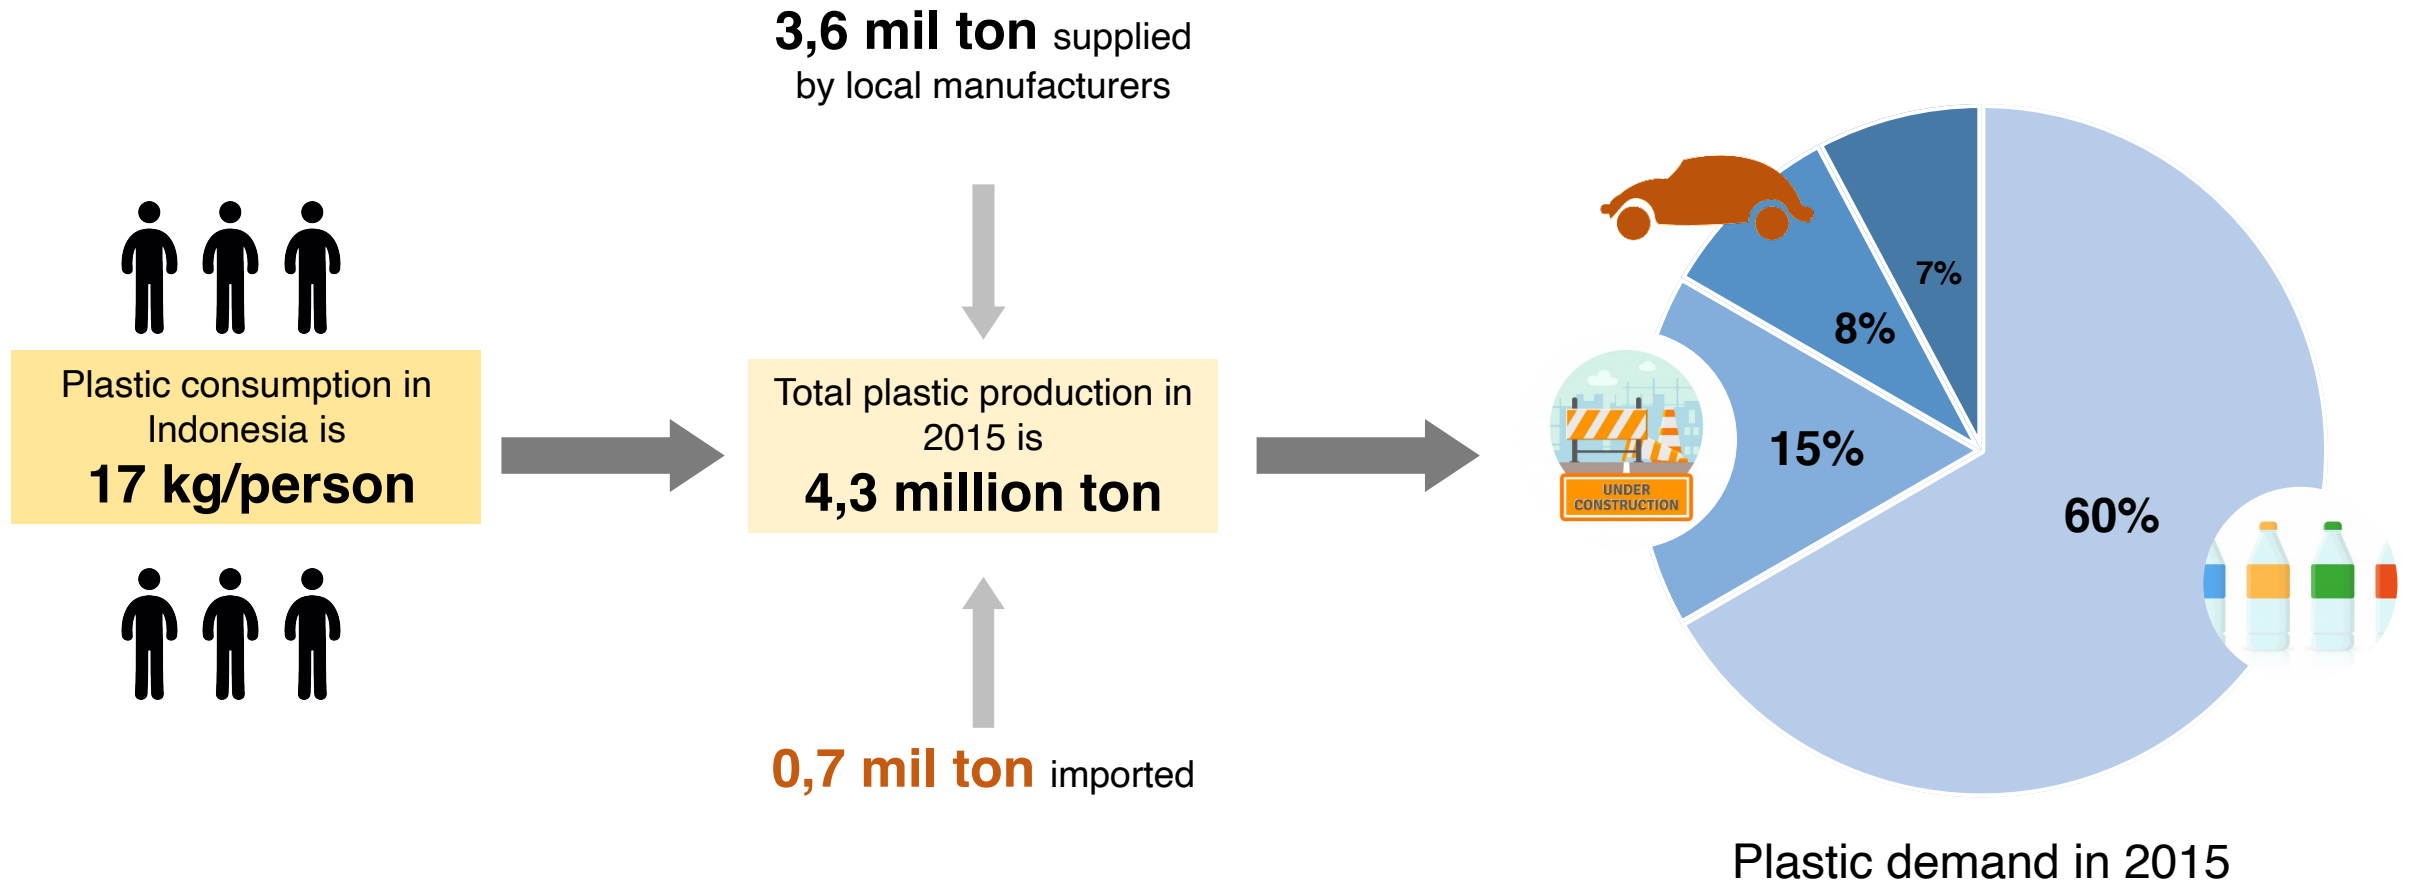 3,6 mil ton supplied
by local manufacturers
Plastic consumption in
Indonesia is
17 kg/person
Total plastic production in
2015 is
4,3 million ton
0,7 mil ton imported
7%
8%
15%
60%
UNDER
CONSTRUCTION
Plastic demand in 2015